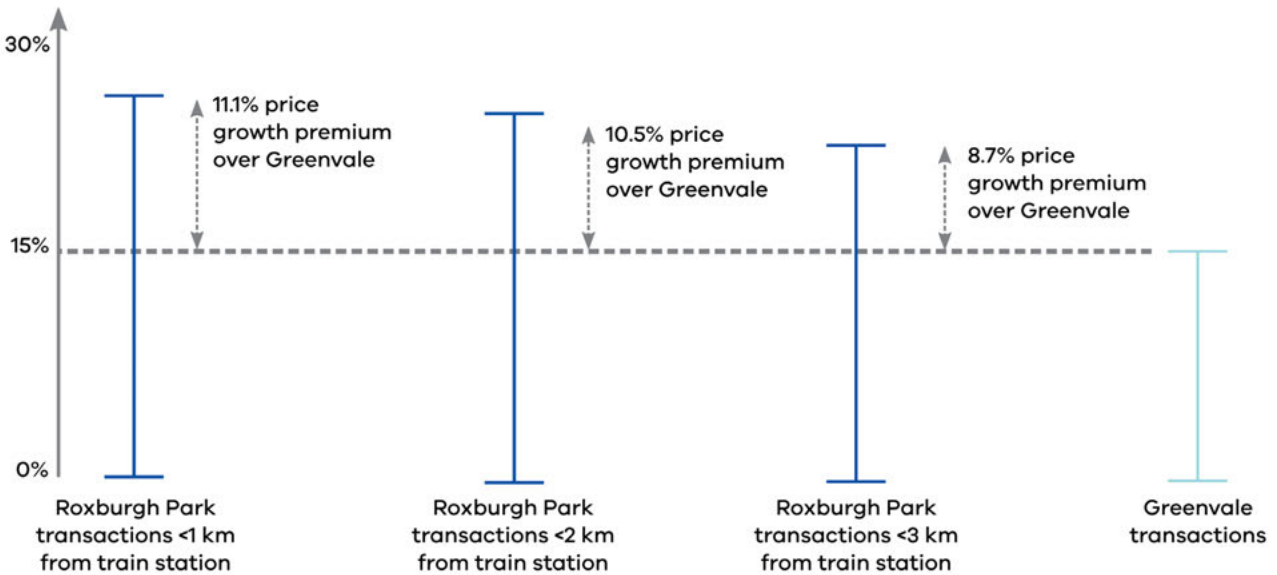 30%
11.1% price
growth premium
over Greenvale
10.5% price
growth premium
over Greenvale
8.7% price
growth premium
over Greenvale
15%
0%
Roxburgh Park
transactions <1 km
from train station
Roxburgh Park
transactions <2 km
from train station
Roxburgh Park
transactions <3 km
from train station
Greenvale
transactions